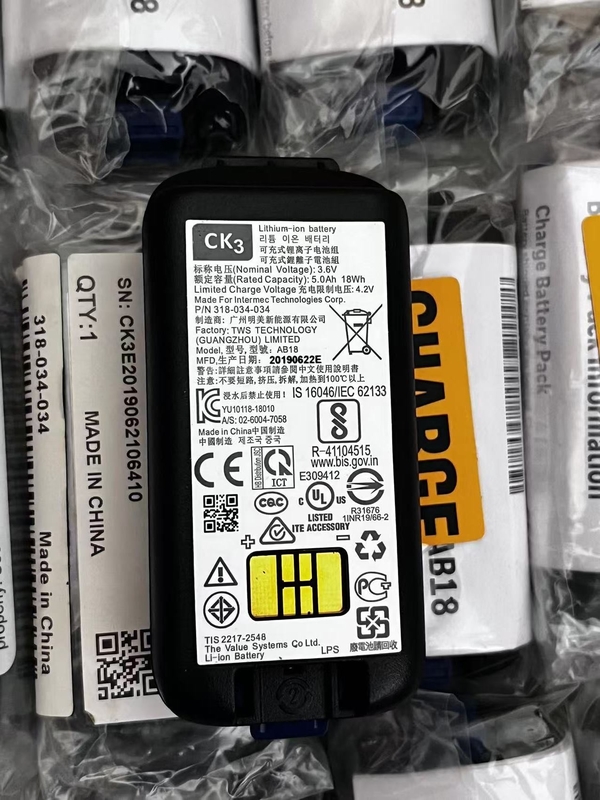 CK3
Lithium-ion battery
리튬 이온 배터리
可充式锂离子电池组
可充式鋰離子電池組
标称电压(Nominal Voltage): 3.6V
额定容量(Rated Capacity): 5.0Ah 18Wh
Limited Charge Voltage 充电限制电压: 4.2V
Made For Intermec Technologies Corp.
P/N 318-034-034
制造商: 广州明美新能源有限公司
Factory: TWS TECHNOLOGY
(GUANGZHOU) LIMITED
Model, 型号, 型號: AB18
MFD,生产日期: 20190622E
警告:詳細註意事項請參閱中文使用說明書
注意:不要短路, 挤压, 拆解, 加热到100℃以上
浸水后禁止使用!
IS 16046/IEC 62133
YU10118-18010
A/S: 02-6004-7058
Made in China中国制造
中國製造 제조국 중국
R-41104515
www.bis.gov.in
CE
ICT
E309412
CQC
c UL US
LISTED
ITE ACCESSORY
R31676
1INR19/66-2
+
-
TIS 2217-2548
The Value Systems Co Ltd.
Li-ion Battery
LPS
廢電池請回收
318-034-034
Made in China
QTY:1
SN: CK3E2019062106410
MADE IN CHINA
CHARGE
AB18
Charge Battery Pack